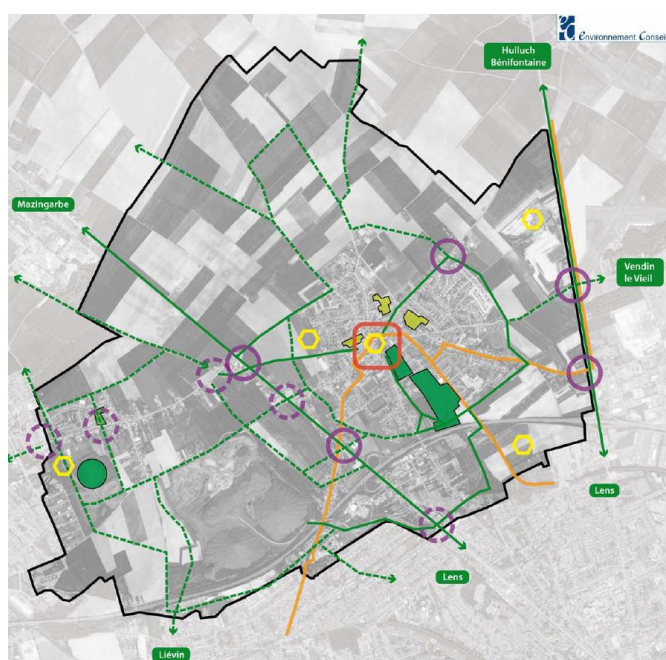 Environnement Conseil
Hulluch
Bénifontaine
Mazingarbe
Vendin
le Vieil
Lens
Lens
Liévin